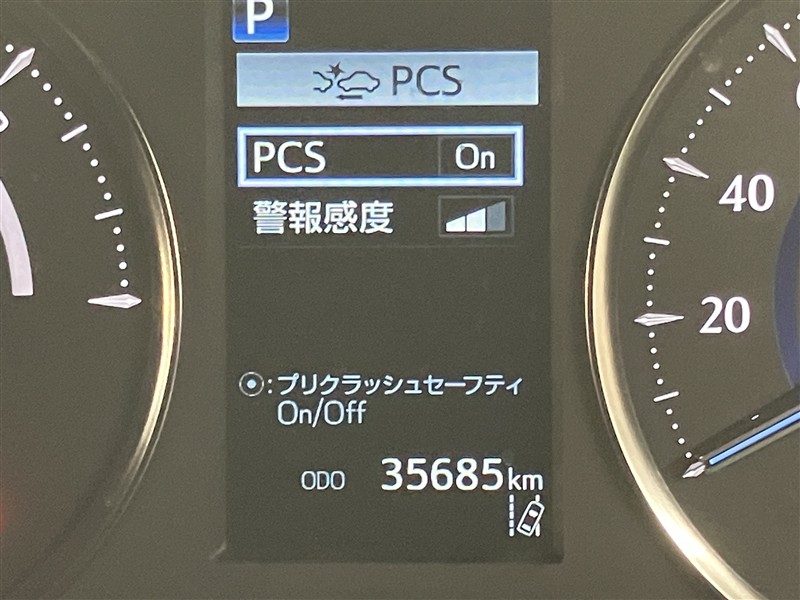 P
PCS
PCS On
警報感度
40
20
⦿:プリクラッシュセーフティ
On/Off
ODO 35685km